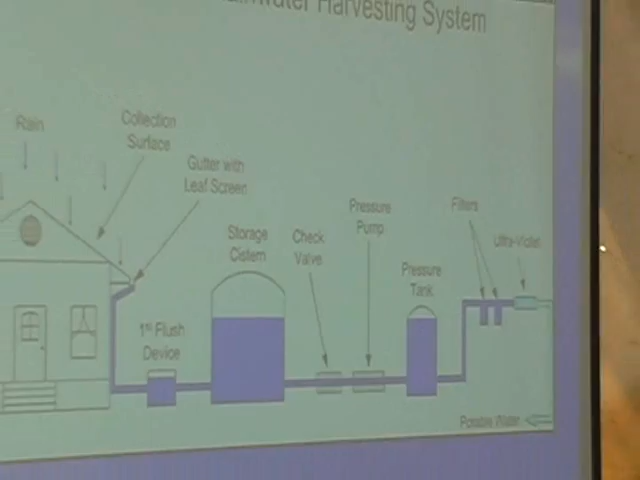 Harvesting System
Rain
Collection
Surface
Gutter with
Leaf Screen
Storage
Cistern
Check
Valve
Pressure
Pump
Filters
Ultra-Violet
Pressure
Tank
1st Flush
Device
Potable Water